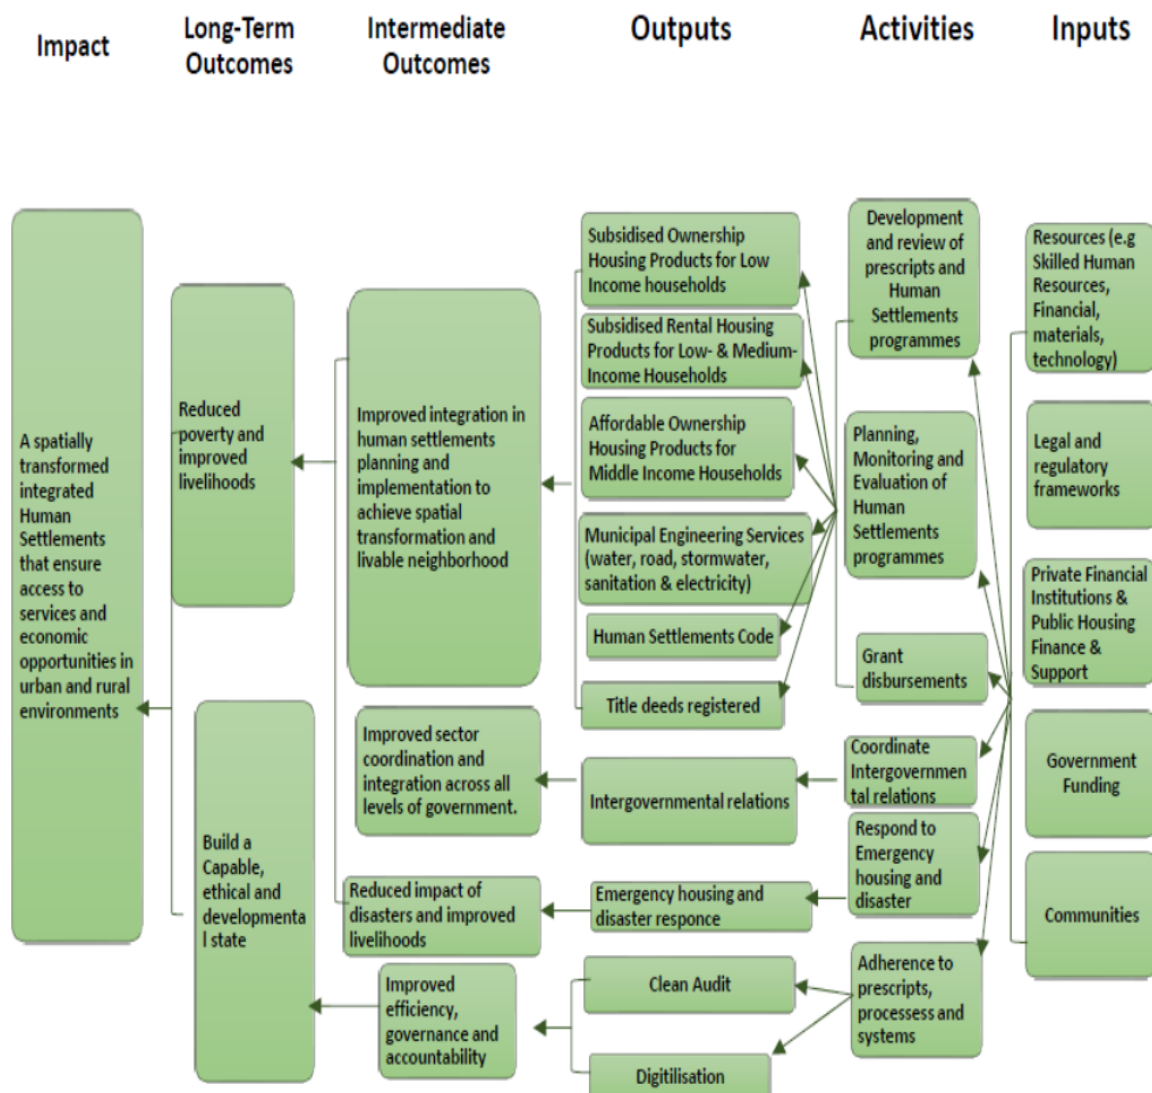 Impact
Long-Term
Outcomes
Intermediate
Outcomes
Outputs
Activities
Inputs
A spatially
transformed
integrated
Human
Settlements
that ensure
access to
services and
economic
opportunities in
urban and rural
environments
Reduced
poverty and
improved
livelihoods
Build a
Capable,
ethical and
developmenta
l state
Improved integration in
human settlements
planning and
implementation to
achieve spatial
transformation and
livable neighborhood
Improved sector
coordination and
integration across all
levels of government.
Reduced impact of
disasters and improved
livelihoods
Improved
efficiency,
governance and
accountability
Subsidised Ownership
Housing Products for Low
Income households
Subsidised Rental Housing
Products for Low- & Medium-
Income Households
Affordable Ownership
Housing Products for
Middle Income Households
Municipal Engineering Services
(water, road, stormwater,
sanitation & electricity)
Human Settlements Code
Title deeds registered
Intergovernmental relations
Emergency housing and
disaster responce
Clean Audit
Digitilisation
Development
and review of
prescripts and
Human
Settlements
programmes
Planning,
Monitoring and
Evaluation of
Human
Settlements
programmes
Grant
disbursements
Coordinate
Intergovernmen
tal relations
Respond to
Emergency
housing and
disaster
Adherence to
prescripts,
processess and
systems
Resources (e.g
Skilled Human
Resources,
Financial,
materials,
technology)
Legal and
regulatory
frameworks
Private Financial
Institutions &
Public Housing
Finance &
Support
Government
Funding
Communities